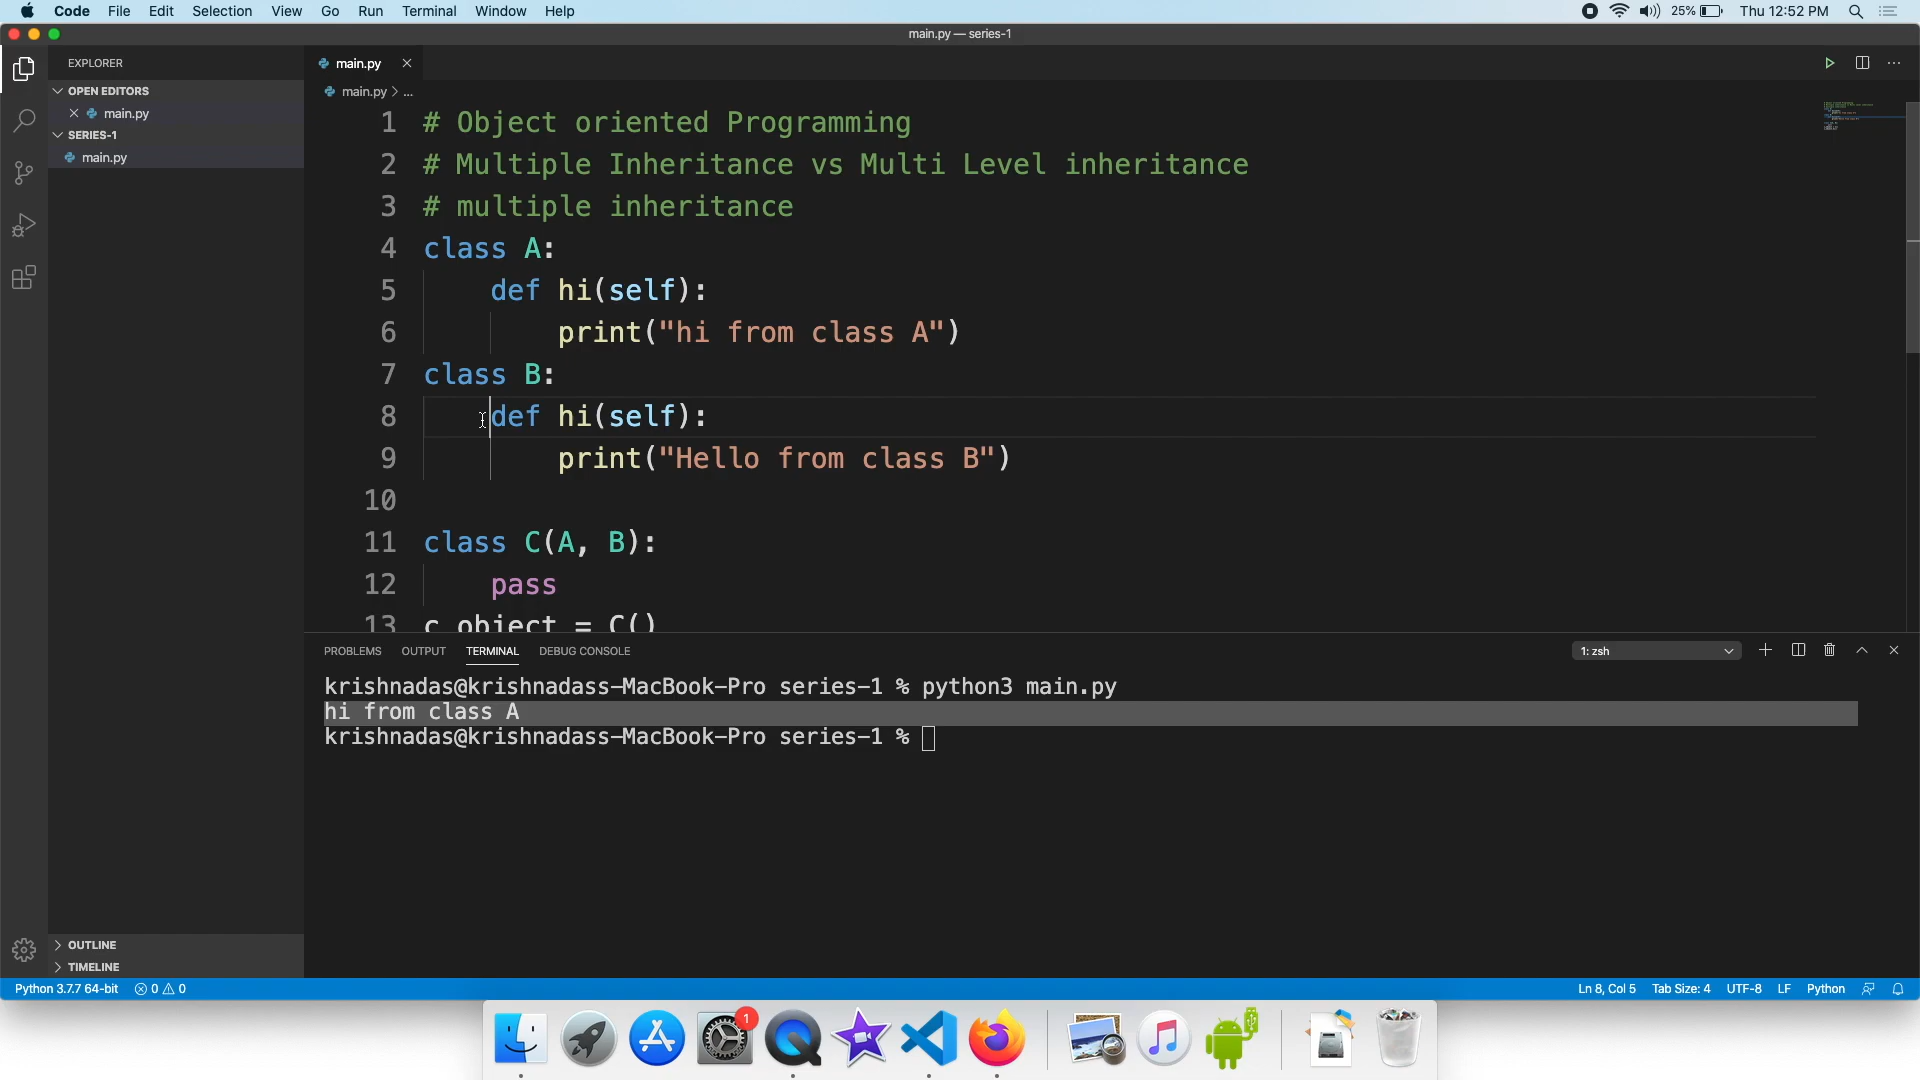 Code File Edit Selection View Go Run Terminal Window Help
25% Thu 12:52 PM
main.py — series-1
EXPLORER
OPEN EDITORS
main.py
SERIES-1
main.py
OUTLINE
TIMELINE
main.py
main.py > ...
1 # Object oriented Programming
2 # Multiple Inheritance vs Multi Level inheritance
3 # multiple inheritance
4 class A:
5 def hi(self):
6 print("hi from class A")
7 class B:
8 def hi(self):
9 print("Hello from class B")
10
11 class C(A, B):
12 pass
13 c_object = C()
PROBLEMS OUTPUT TERMINAL DEBUG CONSOLE
1: zsh
krishnadas@krishnadass-MacBook-Pro series-1 % python3 main.py
hi from class A
krishnadas@krishnadass-MacBook-Pro series-1 %
Python 3.7.7 64-bit 0 0
Ln 8, Col 5 Tab Size: 4 UTF-8 LF Python
1